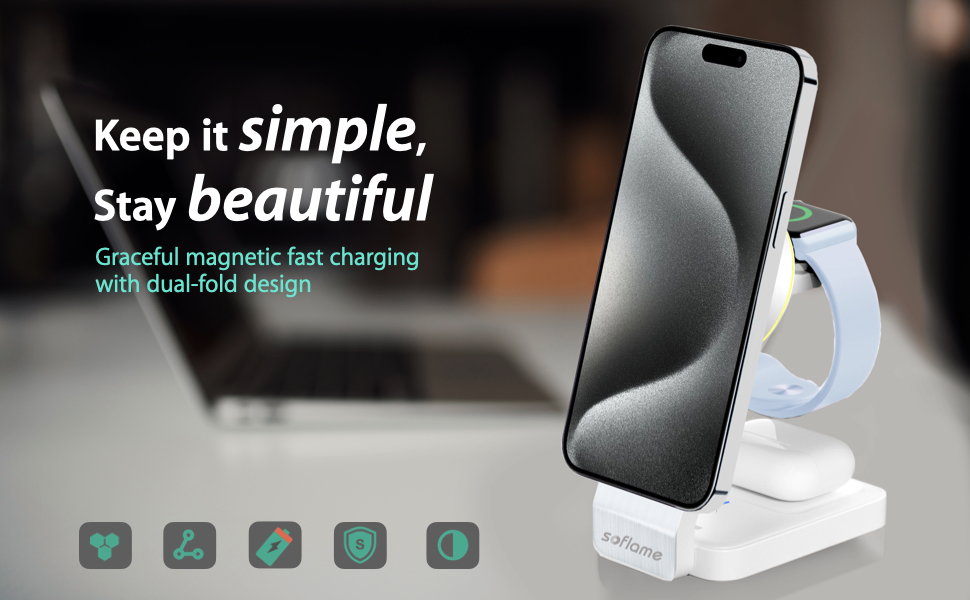 Keep it simple,
Stay beautiful
Graceful magnetic fast charging
with dual-fold design
S
soflame